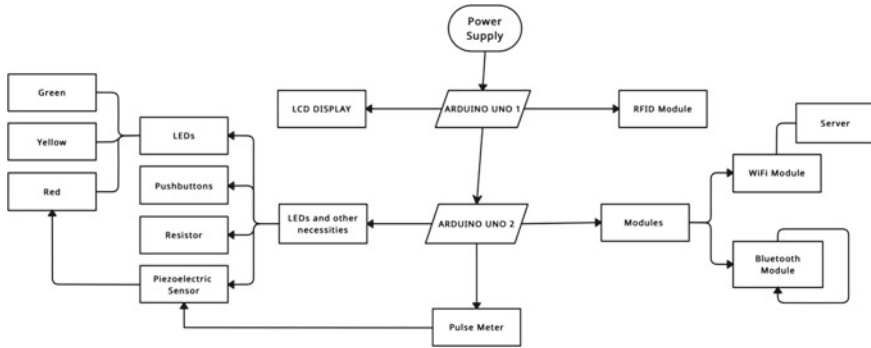 Power
Supply
LCD DISPLAY
ARDUINO UNO 1
RFID Module
Green
Yellow
Red
LEDs
Pushbuttons
Resistor
Piezoelectric
Sensor
LEDs and other
necessities
ARDUINO UNO 2
Modules
Server
WiFi Module
Bluetooth
Module
Pulse Meter